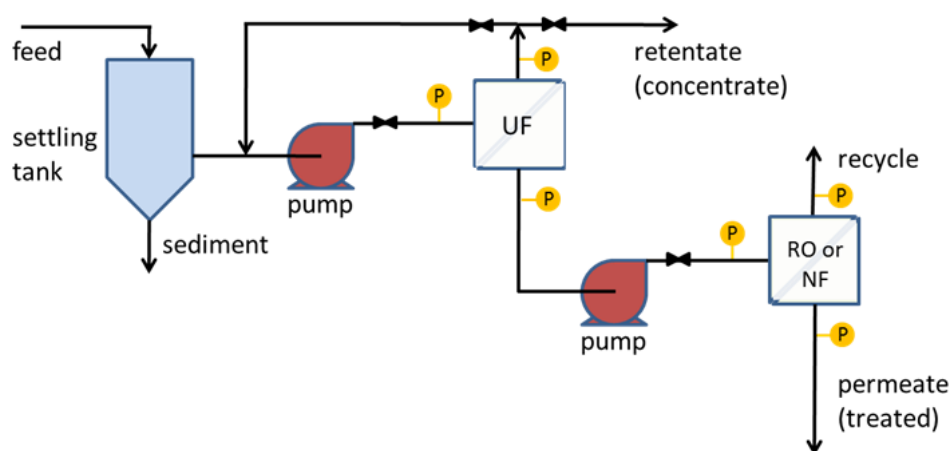 feed
settling
tank
sediment
pump
P
UF
P
P
retentate
(concentrate)
pump
P
RO or
NF
P
P
recycle
permeate
(treated)